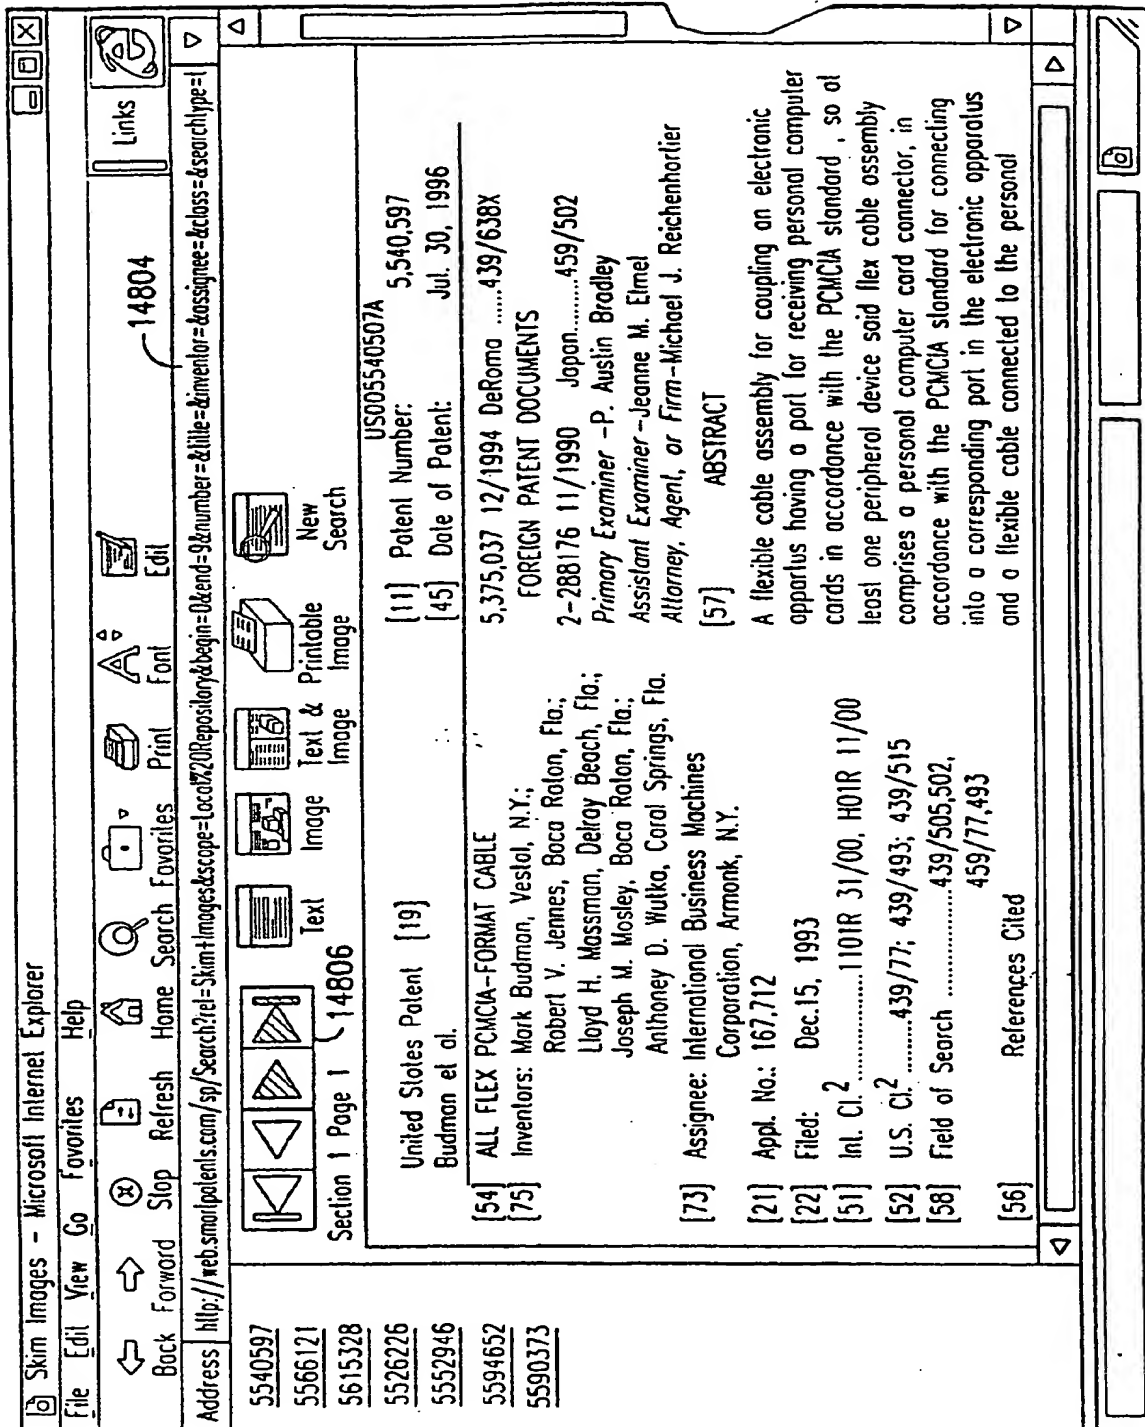 Skim Images - Microsoft Internet Explorer
File Edit View Go Favorites Help
Back Forward Stop Refresh Home Search Favorites Print Font Edit
Links
Address http://web.smartpatents.com/sp/Search?rel=Skim+Images&scope=Local%20Repository&begin=0&end=9&number=&title=&inventor=&assignee=&class=&searchtype=
14804
5540597
5566121
5615328
5526226
5552946
5594652
5590373
Section 1 Page 1
14806
Text
Image
Text & Image
Printable Image
New Search
United States Patent [19]
Budman et al.
US005540507A
[11] Patent Number: 5,540,597
[45] Date of Patent: Jul. 30, 1996
[54] ALL FLEX PCMCIA-FORMAT CABLE
[75] Inventors: Mark Budman, Vestal, N.Y.;
Robert V. Jennes, Boca Raton, Fla.;
Lloyd H. Massman, Delray Beach, Fla.;
Joseph M. Mosley, Boca Raton, Fla.;
Anthoney D. Wutka, Coral Springs, Fla.
[73] Assignee: International Business Machines
Corporation, Armonk, N.Y.
[21] Appl. No.: 167,712
[22] Filed: Dec.15, 1993
[51] Int. Cl.2 ....................1101R 31/00, H01R 11/00
[52] U.S. Cl.2 ..........439/77; 439/493; 439/515
[58] Field of Search ....................439/505,502,
459/77,493
[56] References Cited
5,375,037 12/1994 DeRoma ......439/638X
FOREIGN PATENT DOCUMENTS
2-288176 11/1990 Japan..........459/502
Primary Examiner -P. Austin Bradley
Assistant Examiner-Jeanne M. Elmel
Attorney, Agent, or Firm-Michael J. Reichenhartler
[57] ABSTRACT
A flexible cable assembly for coupling an electronic
appartus having a port for receiving personal computer
cards in accordance with the PCMCIA standard , so at
least one peripheral device said flex cable assembly
comprises a personal computer card connector, in
accordance with the PCMCIA standard for connecting
into a corresponding port in the electronic apparatus
and a flexible cable connected to the personal